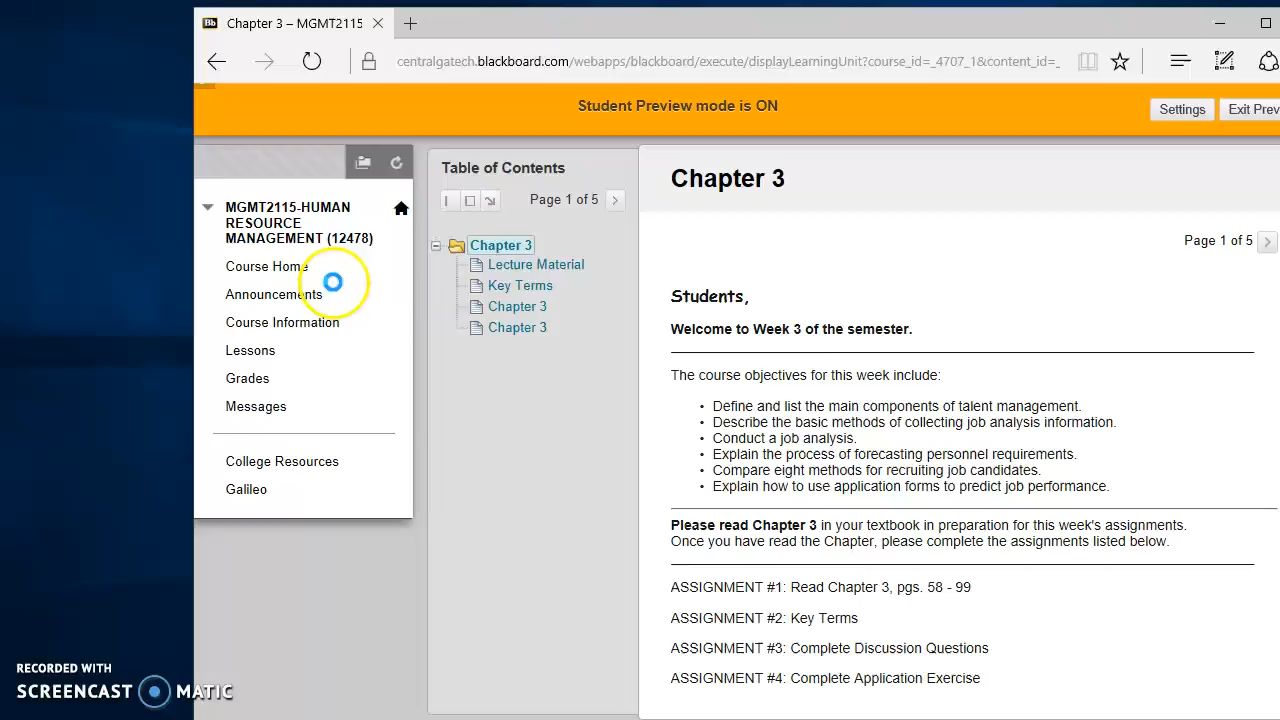 Bb Chapter 3 – MGMT2115
centralgatech.blackboard.com/webapps/blackboard/execute/displayLearningUnit?course_id=_4707_1&content_id=_
Student Preview mode is ON
Settings
Exit Prev
MGMT2115-HUMAN
RESOURCE
MANAGEMENT (12478)
Course Home
Announcements
Course Information
Lessons
Grades
Messages
College Resources
Galileo
Table of Contents
Page 1 of 5
Chapter 3
Lecture Material
Key Terms
Chapter 3
Chapter 3
Chapter 3
Page 1 of 5
Students,
Welcome to Week 3 of the semester.
The course objectives for this week include:
• Define and list the main components of talent management.
• Describe the basic methods of collecting job analysis information.
• Conduct a job analysis.
• Explain the process of forecasting personnel requirements.
• Compare eight methods for recruiting job candidates.
• Explain how to use application forms to predict job performance.
Please read Chapter 3 in your textbook in preparation for this week's assignments.
Once you have read the Chapter, please complete the assignments listed below.
ASSIGNMENT #1: Read Chapter 3, pgs. 58 - 99
ASSIGNMENT #2: Key Terms
ASSIGNMENT #3: Complete Discussion Questions
ASSIGNMENT #4: Complete Application Exercise
RECORDED WITH
SCREENCAST MATIC